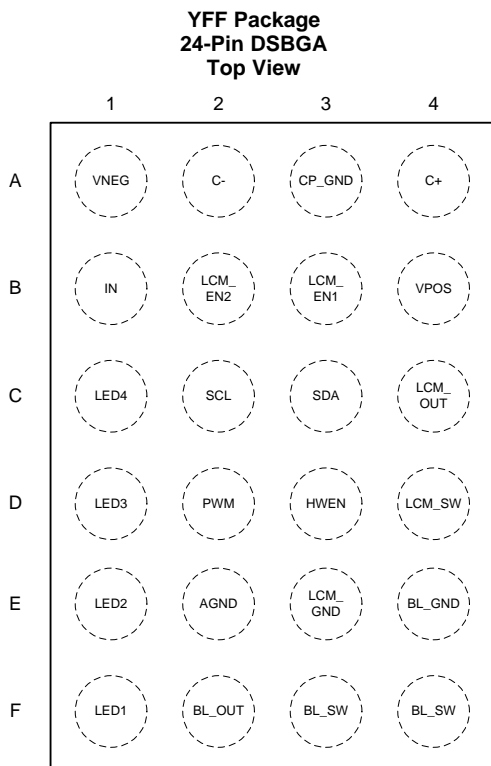 YFF Package
24-Pin DSBGA
Top View
1 2 3 4
A VNEG C- CP_GND C+
B IN LCM_ LCM_ VPOS
EN2 EN1
C LED4 SCL SDA LCM_
OUT
D LED3 PWM HWEN LCM_SW
E LED2 AGND LCM_ BL_GND
GND
F LED1 BL_OUT BL_SW BL_SW